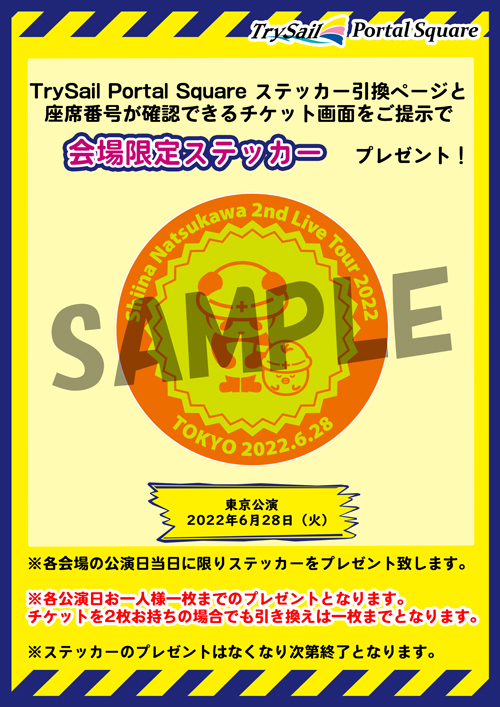 TrySail Portal Square
TrySail Portal Square ステッカー引換ページと
座席番号が確認できるチケット画面をご提示で
会場限定ステッカー プレゼント！
Shiina Natsukawa 2nd Live Tour 2022
SAMPLE
TOKYO 2022.6.28
東京公演
2022年6月28日（火）
※各会場の公演日当日に限りステッカーをプレゼント致します。
※各公演日お一人様一枚までのプレゼントとなります。
チケットを2枚お持ちの場合でも引き換えは一枚までとなります。
※ステッカーのプレゼントはなくなり次第終了となります。